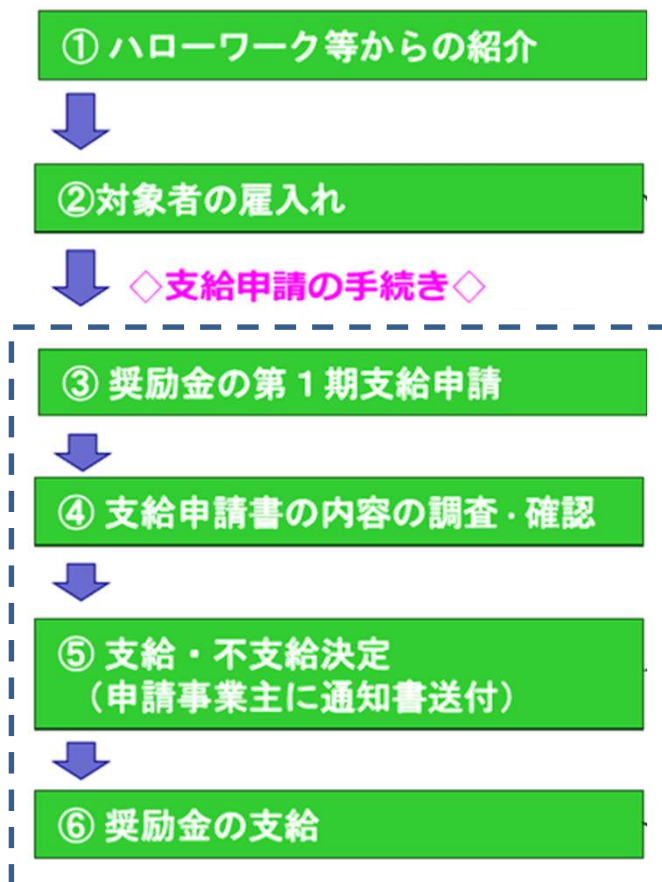 ① ハローワーク等からの紹介
②対象者の雇入れ
◇支給申請の手続き◇
③ 奨励金の第1期支給申請
④ 支給申請書の内容の調査・確認
⑤ 支給・不支給決定
（申請事業主に通知書送付）
⑥ 奨励金の支給